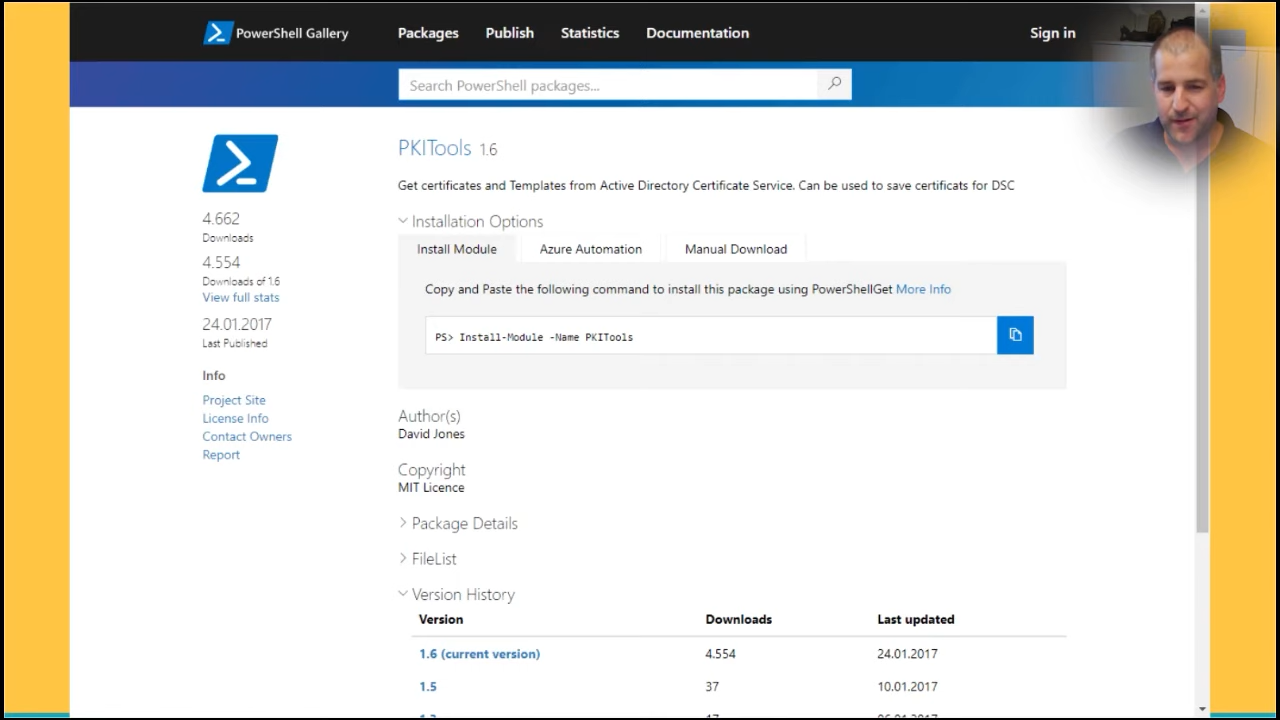 PowerShell Gallery
Packages
Publish
Statistics
Documentation
Sign in
Search PowerShell packages...
PKITools 1.6
Get certificates and Templates from Active Directory Certificate Service. Can be used to save certificats for DSC
4.662
Downloads
4.554
Downloads of 1.6
View full stats
24.01.2017
Last Published
Info
Project Site
License Info
Contact Owners
Report
Installation Options
Install Module
Azure Automation
Manual Download
Copy and Paste the following command to install this package using PowerShellGet More Info
PS> Install-Module -Name PKITools
Author(s)
David Jones
Copyright
MIT Licence
Package Details
FileList
Version History
Version Downloads Last updated
1.6 (current version) 4.554 24.01.2017
1.5 37 10.01.2017